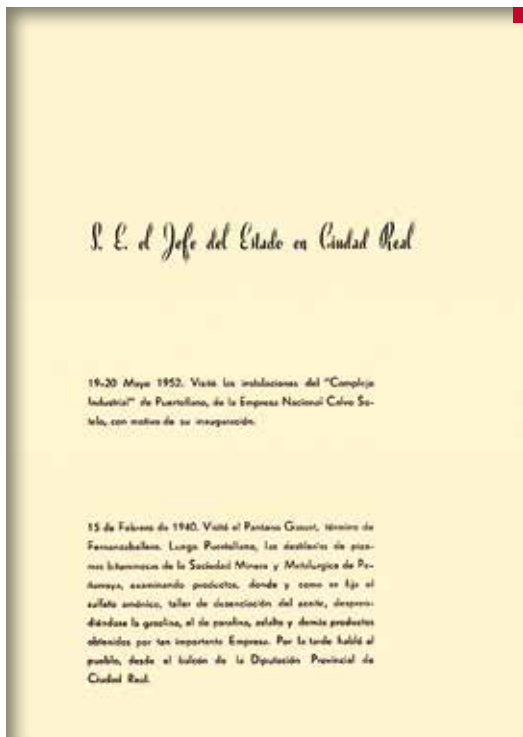 S. E. el Jefe del Estado en Ciudad Real
19-20 Mayo 1952. Visitó las instalaciones del "Complejo
Industrial" de Puertollano, de la Empresa Nacional Calvo So-
telo, con motivo de su inauguración.
15 de Febrero de 1940. Visitó el Pantano Gasset, término de
Fernancaballero. Luego Puertollano, las destilerías de piza-
rras bituminosas de la Sociedad Minera y Metalurgica de Pe-
ñarroya, examinando productos, donde y como se fija el
sulfato amónico, taller de desenciación del aceite, despren-
diéndose la gasolina, el de parafina, asfalto y demás productos
obtenidos por tan importante Empresa. Por la tarde habló al
pueblo, desde el balcón de la Diputación Provincial de
Ciudad Real.